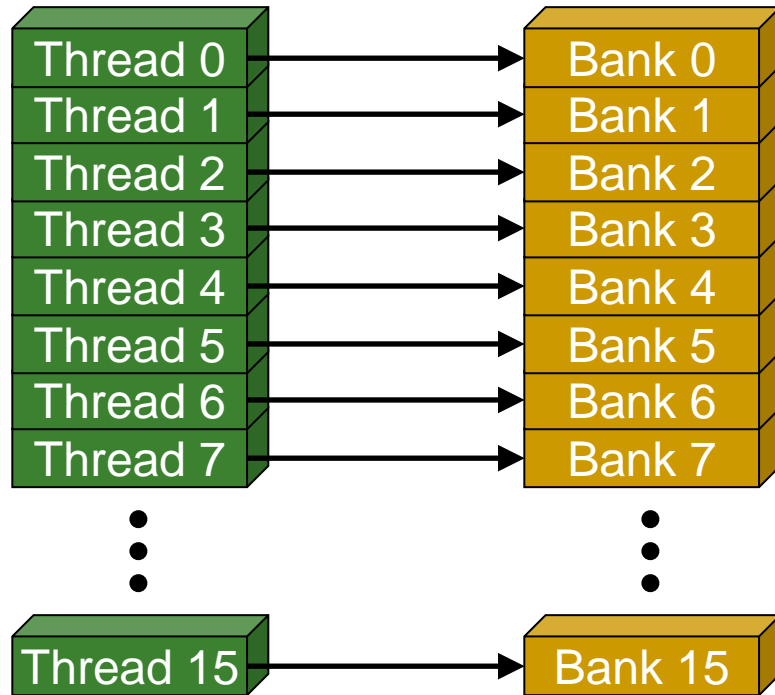 Thread 0 Bank 0
Thread 1 Bank 1
Thread 2 Bank 2
Thread 3 Bank 3
Thread 4 Bank 4
Thread 5 Bank 5
Thread 6 Bank 6
Thread 7 Bank 7
Thread 15 Bank 15